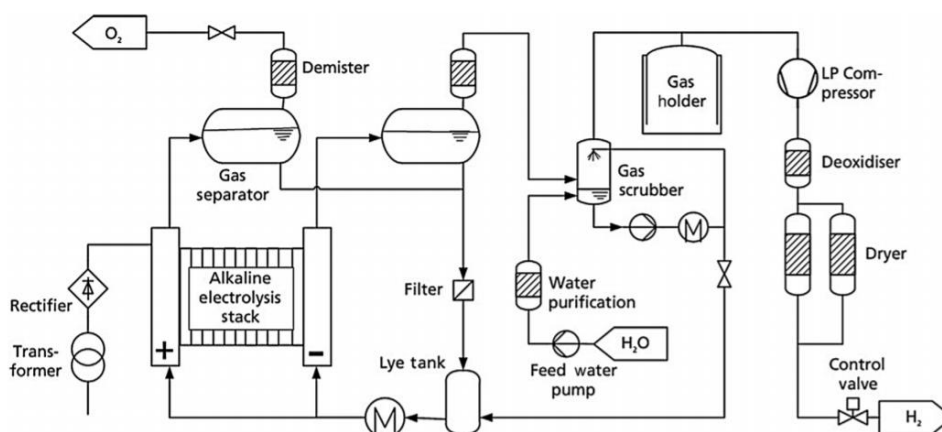 O₂
Demister
LP Com-
pressor
Gas
holder
Gas
separator
Gas
scrubber
Deoxidiser
Alkaline
electrolysis
stack
Rectifier
Filter
Water
purification
Dryer
+
-
Trans-
former
Lye tank
H₂O
Feed water
pump
M
M
Control
valve
H₂